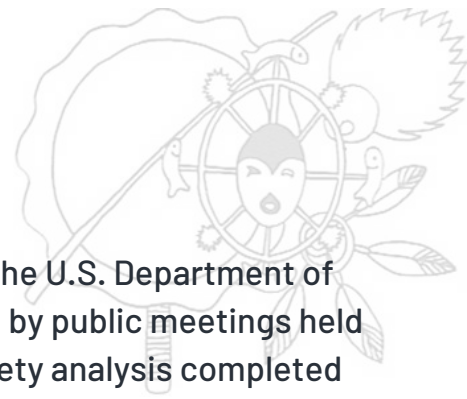 he U.S. Department of
by public meetings held
ety analysis completed